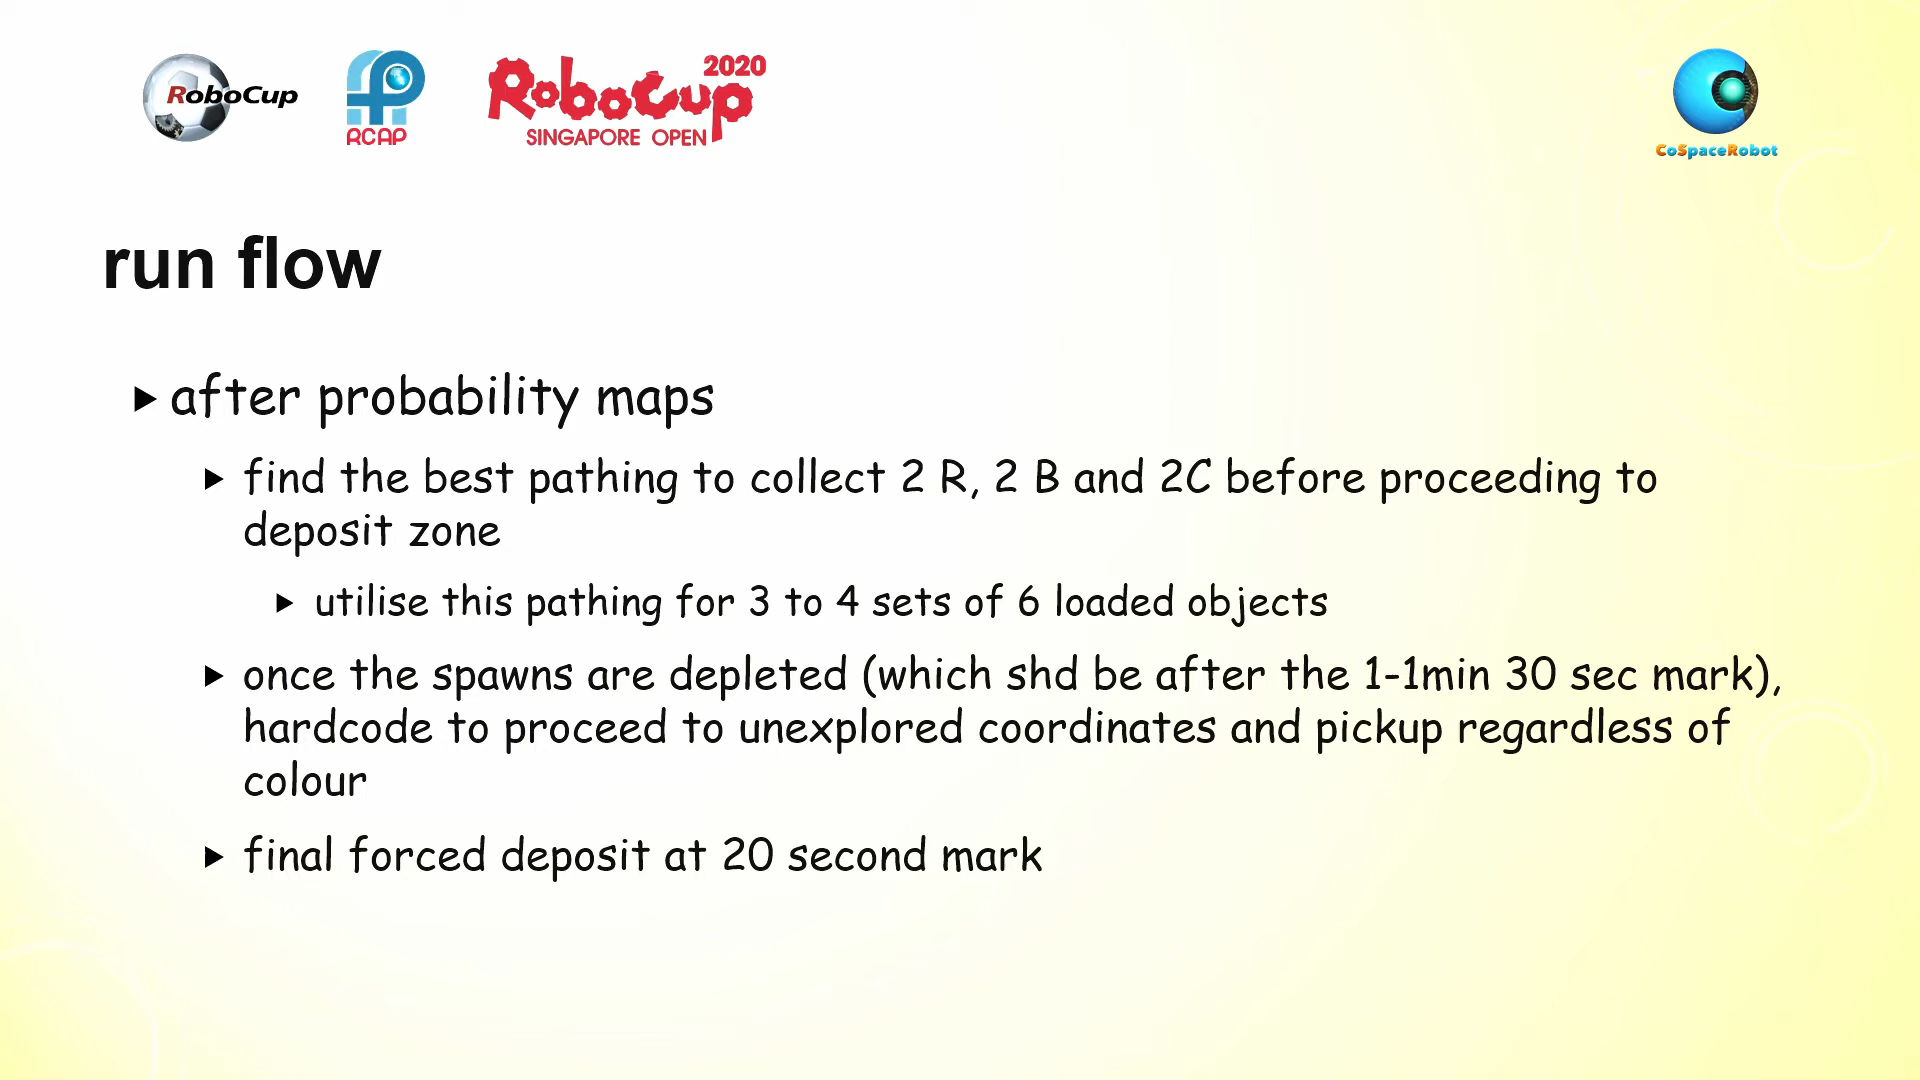 RoboCup
RCAP
RoboCup 2020
SINGAPORE OPEN
CoSpaceRobot
run flow
after probability maps
find the best pathing to collect 2 R, 2 B and 2C before proceeding to
deposit zone
utilise this pathing for 3 to 4 sets of 6 loaded objects
once the spawns are depleted (which shd be after the 1-1min 30 sec mark),
hardcode to proceed to unexplored coordinates and pickup regardless of
colour
final forced deposit at 20 second mark